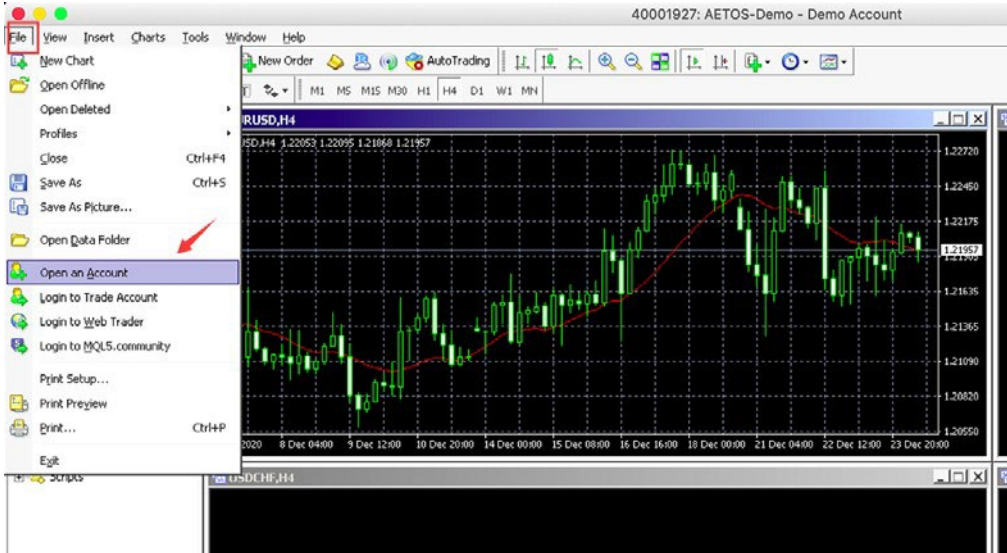 40001927: AETOS-Demo - Demo Account
File View Insert Charts Tools Window Help
New Chart
Open Offline
Open Deleted
Profiles
Close Ctrl+F4
Save As Ctrl+S
Save As Picture...
Open Data Folder
Open an Account
Login to Trade Account
Login to Web Trader
Login to MQL5.community
Print Setup...
Print Preview
Print... Ctrl+P
Exit
Scripts
New Order AutoTrading
M1 M5 M15 M30 H1 H4 D1 W1 MN
RUSD,H4
SD,H4 1.22053 1.22095 1.21868 1.21957
1.22720
1.22450
1.22175
1.21957
1.21635
1.21365
1.21090
1.20820
1.20550
2020 8 Dec 04:00 9 Dec 12:00 10 Dec 20:00 14 Dec 00:00 15 Dec 08:00 16 Dec 16:00 18 Dec 00:00 21 Dec 04:00 22 Dec 12:00 23 Dec 20:00
USDCHF,H4